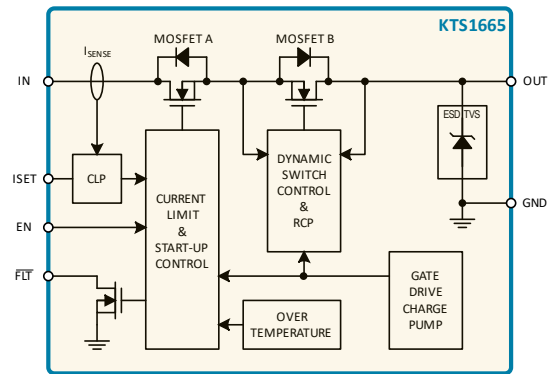 KTS1665
MOSFET A
MOSFET B
ISENSE
IN
OUT
ESD TVS
ISET
CLP
CURRENT
LIMIT
&
START-UP
CONTROL
DYNAMIC
SWITCH
CONTROL
&
RCP
GND
EN
FLT
GATE
DRIVE
CHARGE
PUMP
OVER
TEMPERATURE